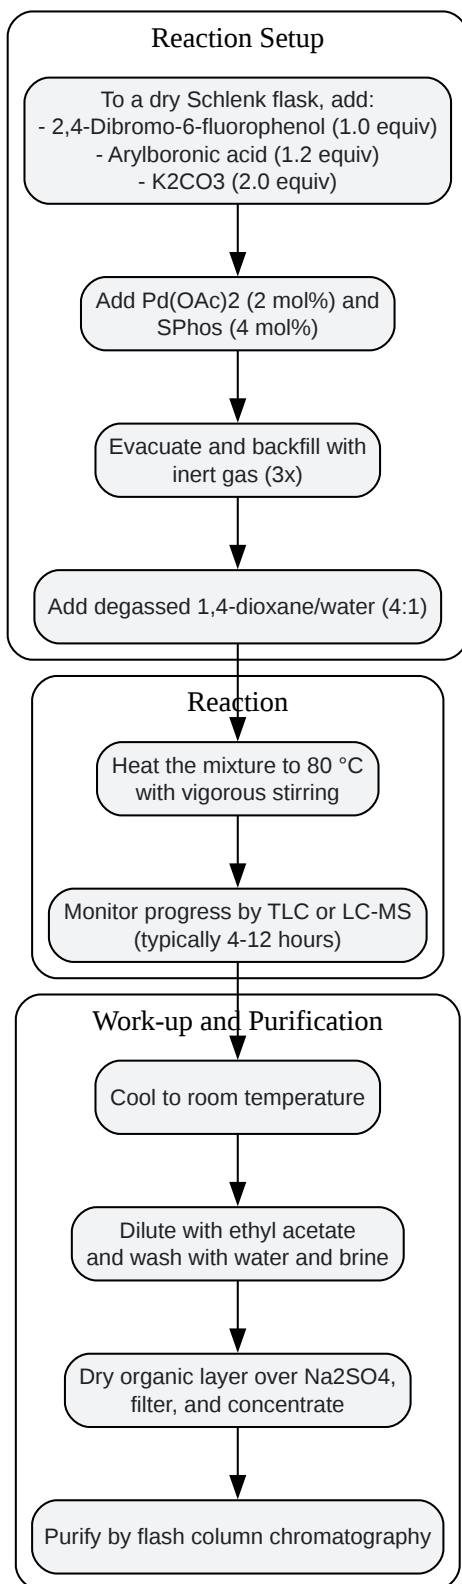 Reaction Setup
To a dry Schlenk flask, add:
- 2,4-Dibromo-6-fluorophenol (1.0 equiv)
- Arylboronic acid (1.2 equiv)
- K2CO3 (2.0 equiv)
Add Pd(OAc)2 (2 mol%) and
SPhos (4 mol%)
Evacuate and backfill with
inert gas (3x)
Add degassed 1,4-dioxane/water (4:1)
Reaction
Heat the mixture to 80 °C
with vigorous stirring
Monitor progress by TLC or LC-MS
(typically 4-12 hours)
Work-up and Purification
Cool to room temperature
Dilute with ethyl acetate
and wash with water and brine
Dry organic layer over Na2SO4,
filter, and concentrate
Purify by flash column chromatography